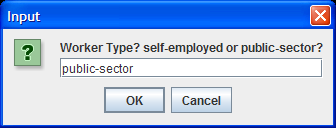 Input
Worker Type? self-employed or public-sector?
public-sector
OK
Cancel